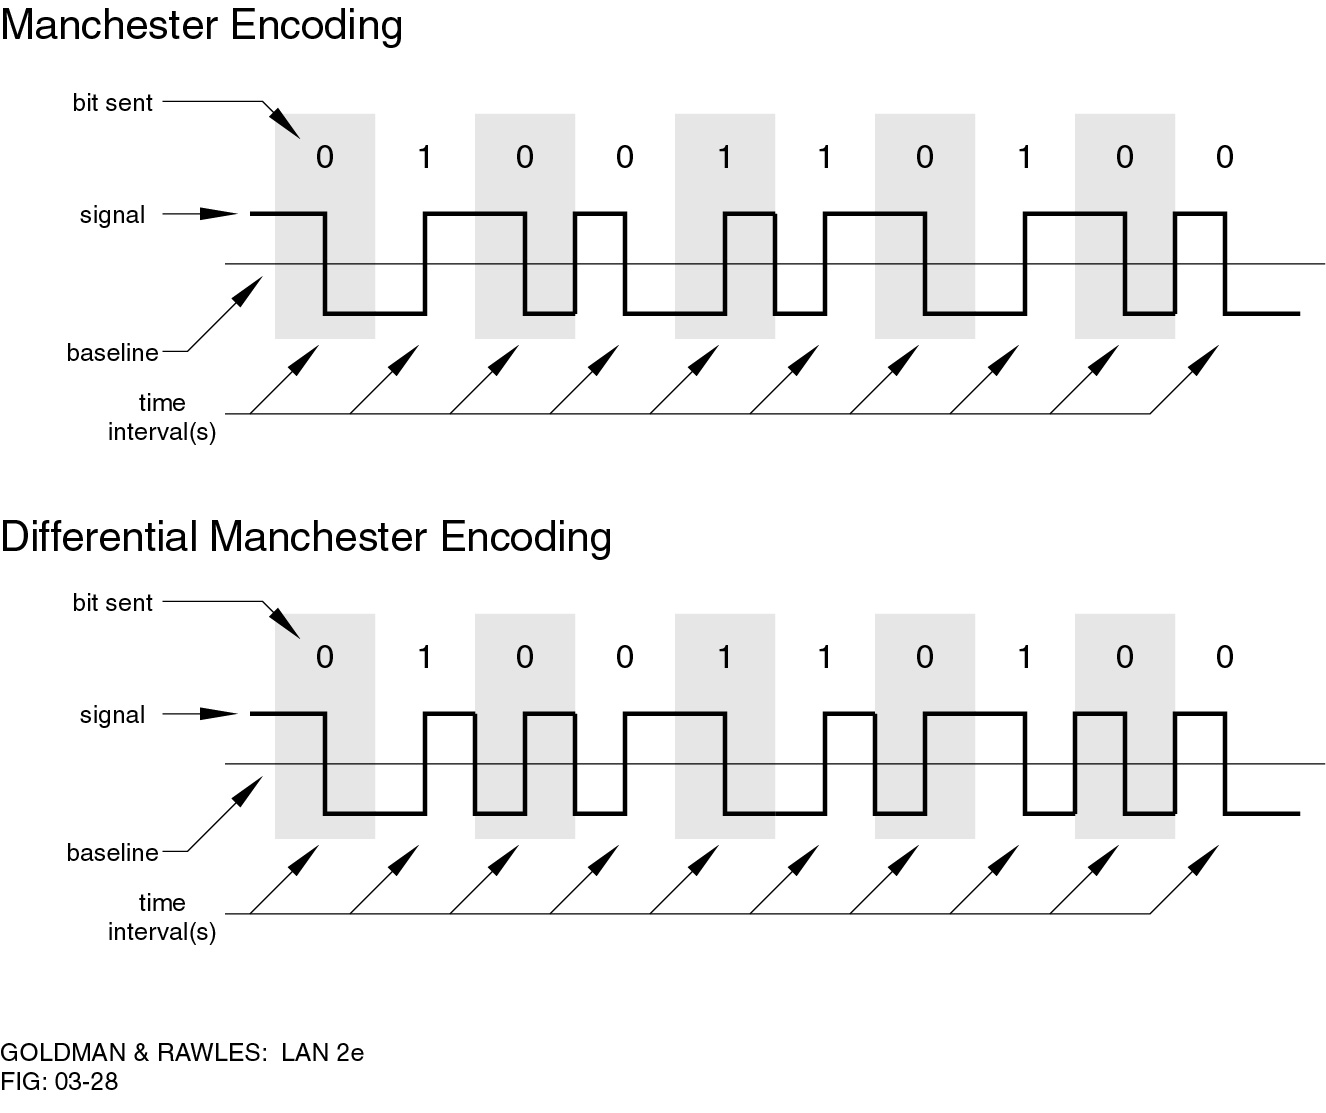 Manchester Encoding
bit sent
0 1 0 0 1 1 0 1 0 0
signal
baseline
time
interval(s)
Differential Manchester Encoding
bit sent
0 1 0 0 1 1 0 1 0 0
signal
baseline
time
interval(s)
GOLDMAN & RAWLES: LAN 2e
FIG: 03-28